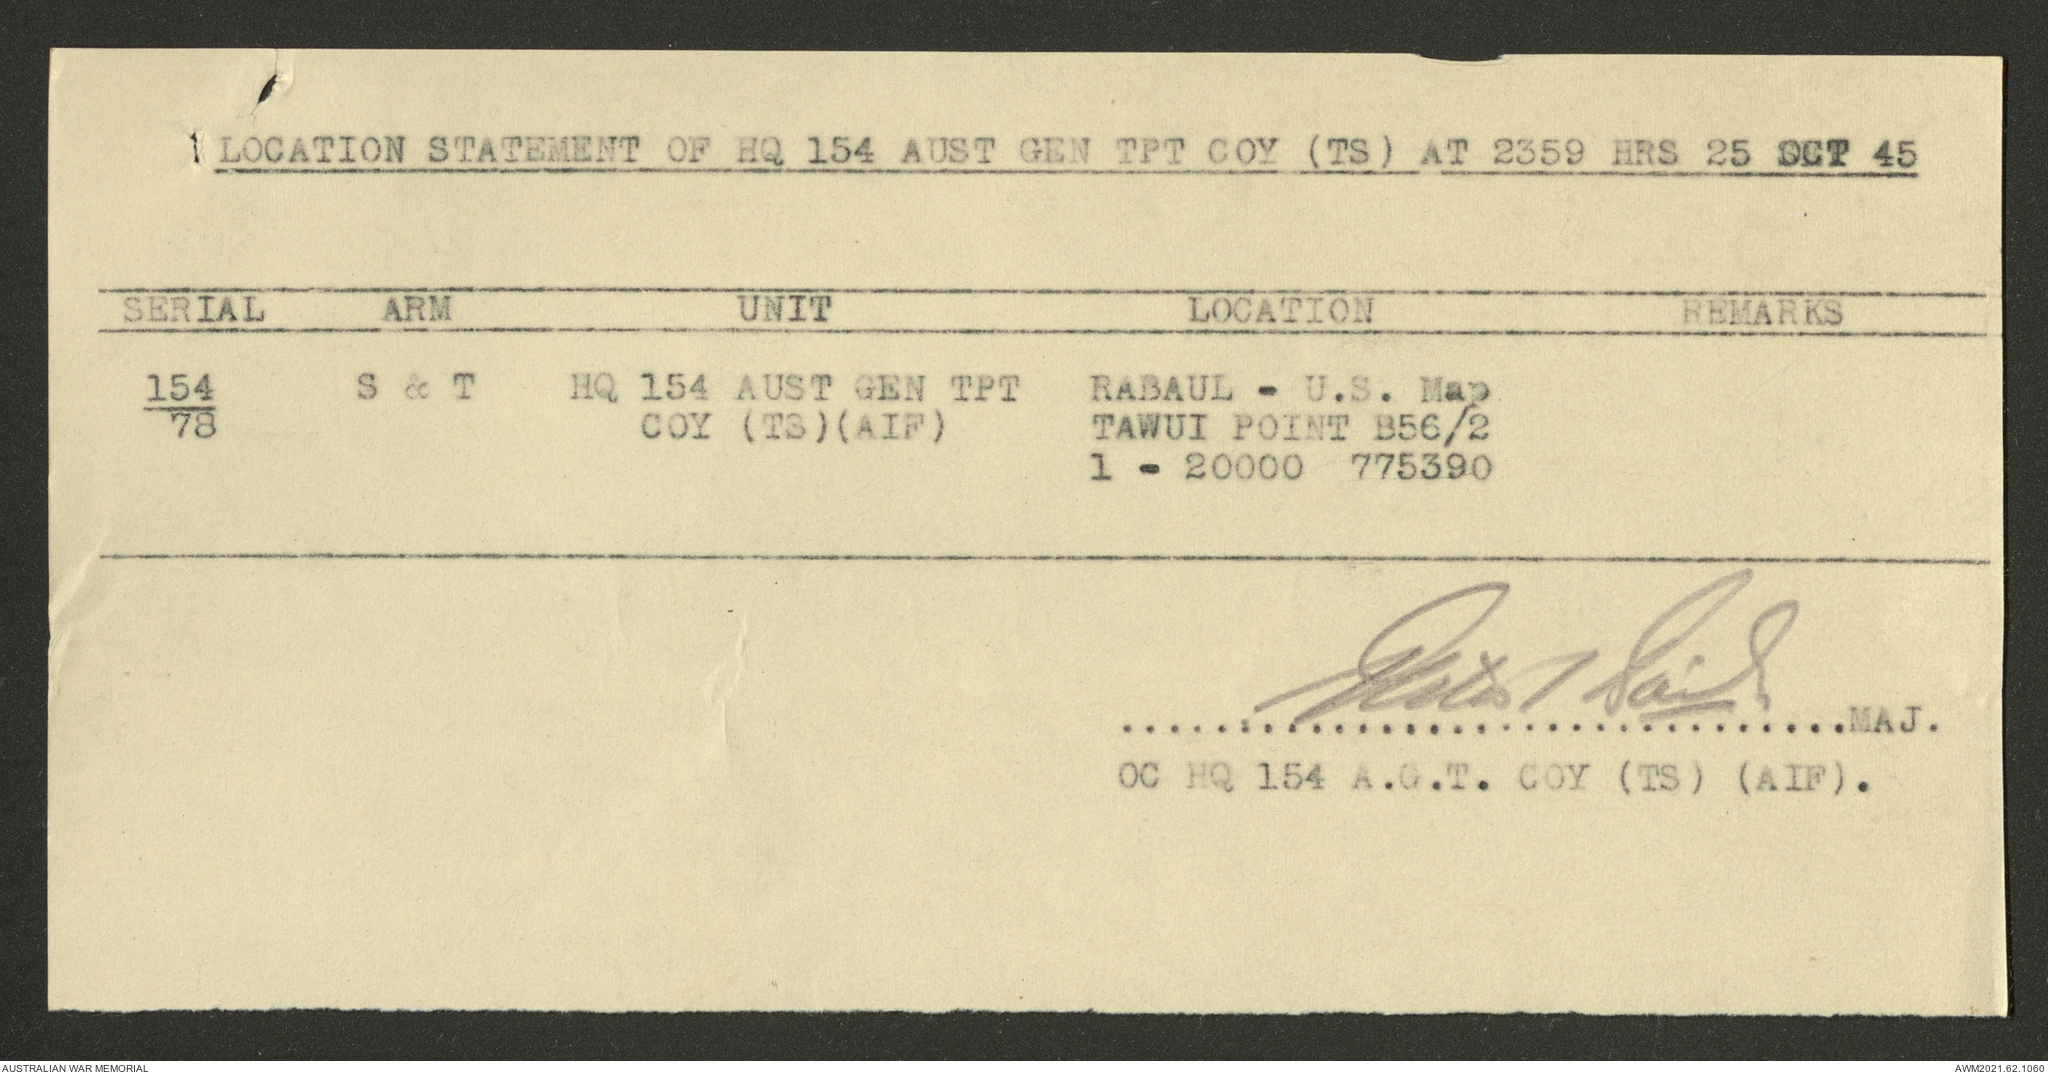 LOCATION STATEMENT OF HQ 154 AUST GEN TPT COY (TS) AT 2359 HRS 25 OCT 45
SERIAL ARM UNIT LOCATION REMARKS
154 S & T HQ 154 AUST GEN TPT RABAUL - U.S. Map
78 COY (TS)(AIF) TAWUI POINT B56/2
1 - 20000 775390
MAJ.
OC HQ 154 A.G.T. COY (TS) (AIF).
AUSTRALIAN WAR MEMORIAL
AWM2021.62.1060